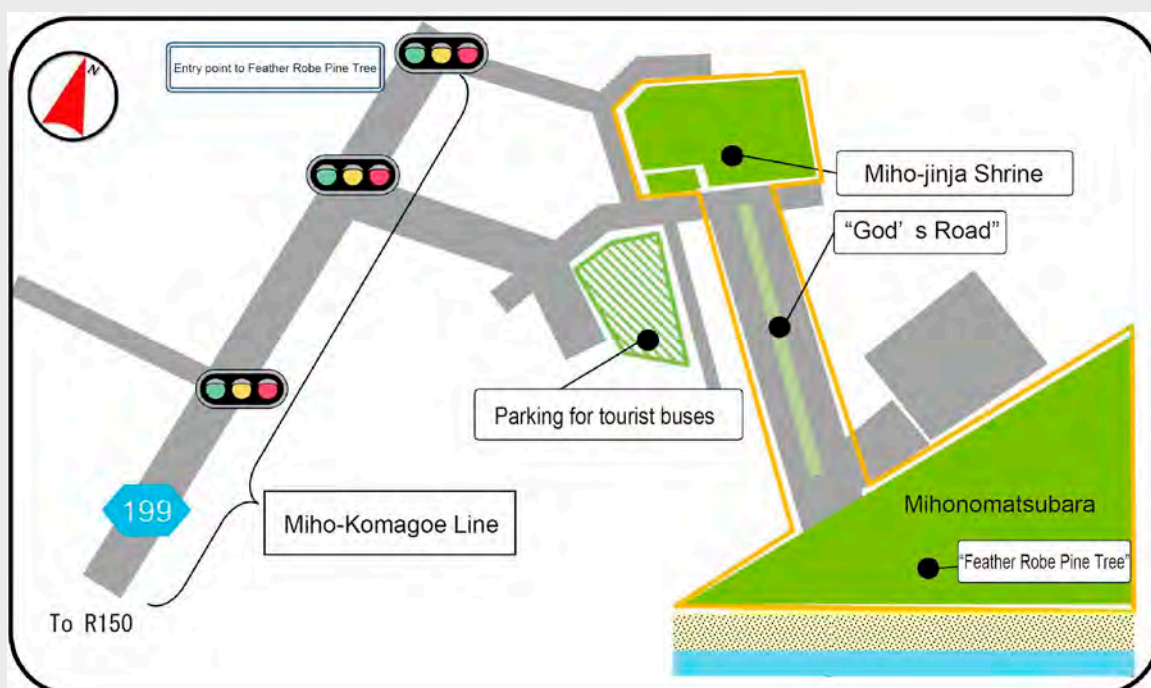 N
Entry point to Feather Robe Pine Tree
Miho-jinja Shrine
“God’ s Road”
Parking for tourist buses
Mihonomatsubara
199
Miho-Komagoe Line
“Feather Robe Pine Tree”
To R150